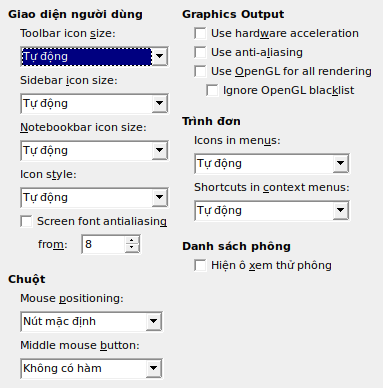 Giao diện người dùng
Toolbar icon size:
Tự động
Sidebar icon size:
Tự động
Notebookbar icon size:
Tự động
Icon style:
Tự động
Screen font antialiasing
from:
8
Chuột
Mouse positioning:
Nút mặc định
Middle mouse button:
Không có hàm
Graphics Output
Use hardware acceleration
Use anti-aliasing
Use OpenGL for all rendering
Ignore OpenGL blacklist
Trình đơn
Icons in menus:
Tự động
Shortcuts in context menus:
Tự động
Danh sách phông
Hiện ô xem thử phông